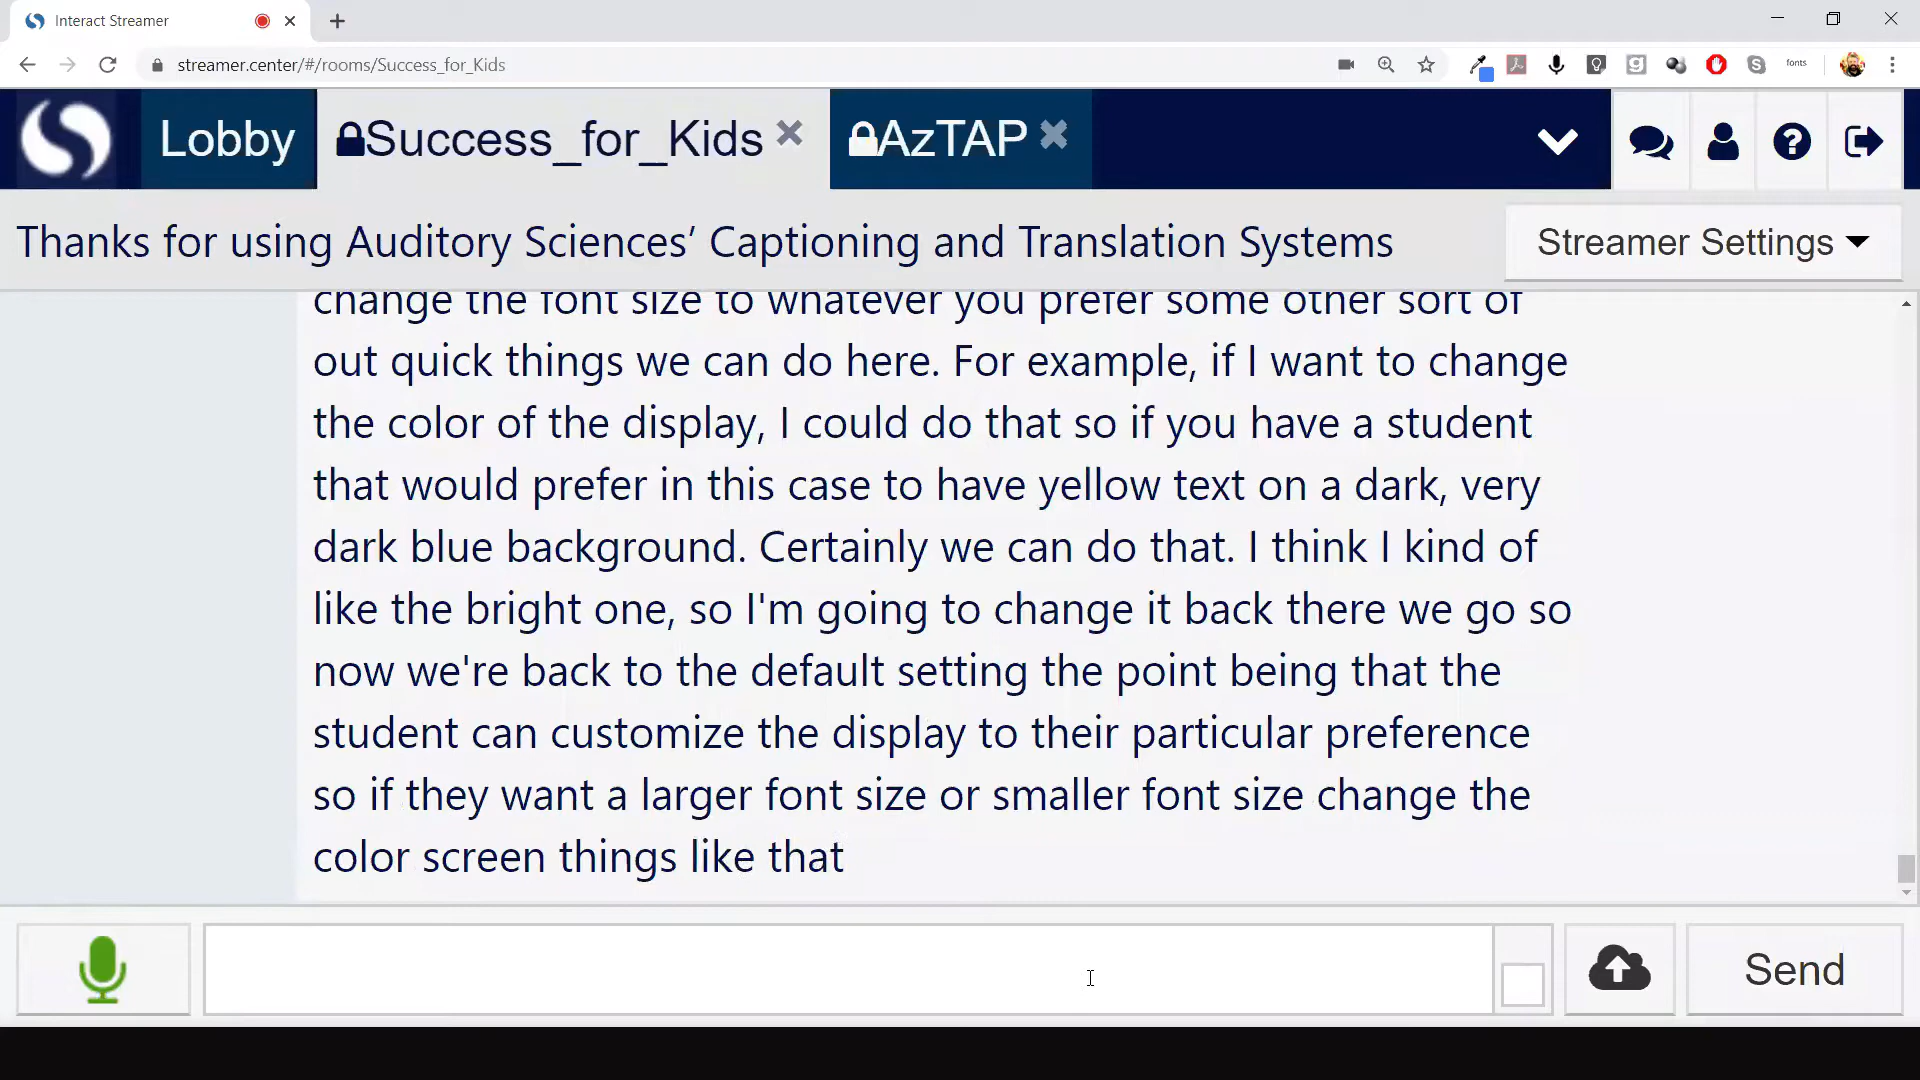 Interact Streamer
streamer.center/#/rooms/Success_for_Kids
fonts
Lobby
Success_for_Kids
AzTAP
Thanks for using Auditory Sciences’ Captioning and Translation Systems
Streamer Settings
change the font size to whatever you prefer some other sort of
out quick things we can do here. For example, if I want to change
the color of the display, I could do that so if you have a student
that would prefer in this case to have yellow text on a dark, very
dark blue background. Certainly we can do that. I think I kind of
like the bright one, so I'm going to change it back there we go so
now we're back to the default setting the point being that the
student can customize the display to their particular preference
so if they want a larger font size or smaller font size change the
color screen things like that
Send